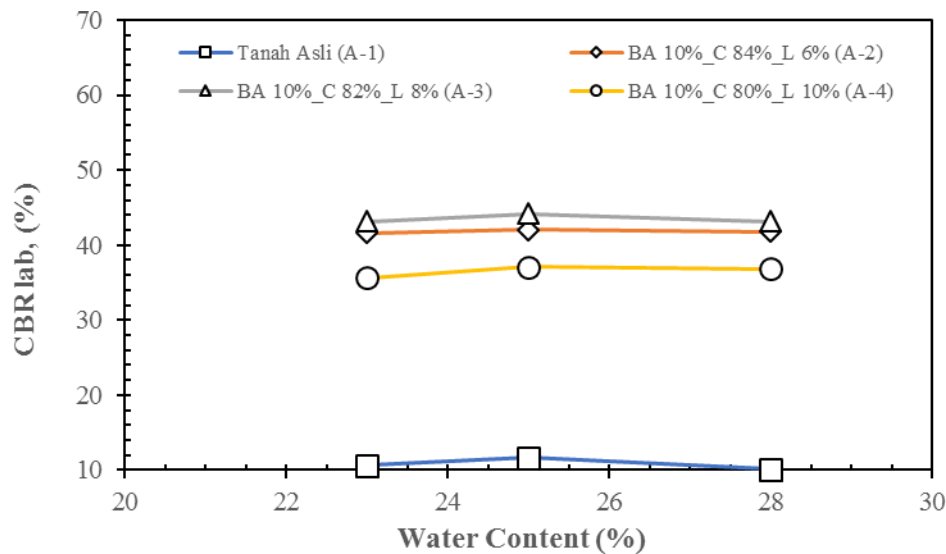 70
Tanah Asli (A-1)
BA 10%_C 84%_L 6% (A-2)
BA 10%_C 82%_L 8% (A-3)
BA 10%_C 80%_L 10% (A-4)
60
50
40
30
20
10
CBR lab, (%)
20 22 24 26 28 30
Water Content (%)